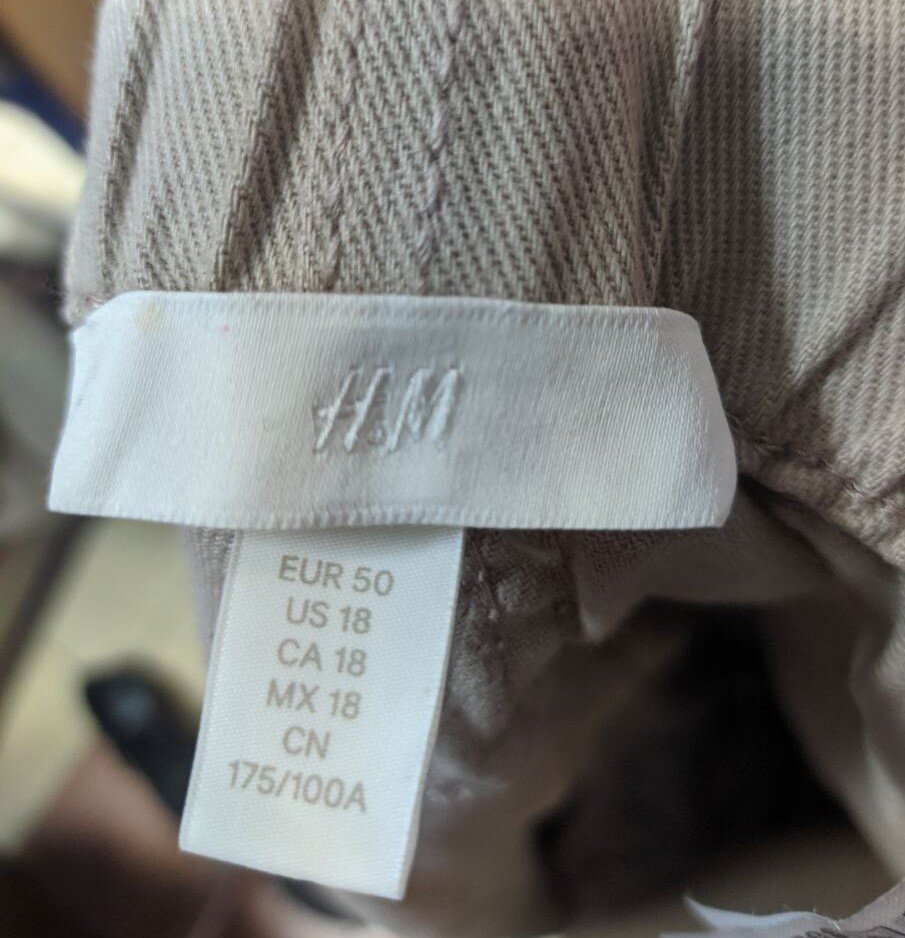 H&M
EUR 50
US 18
CA 18
MX 18
CN
175/100A